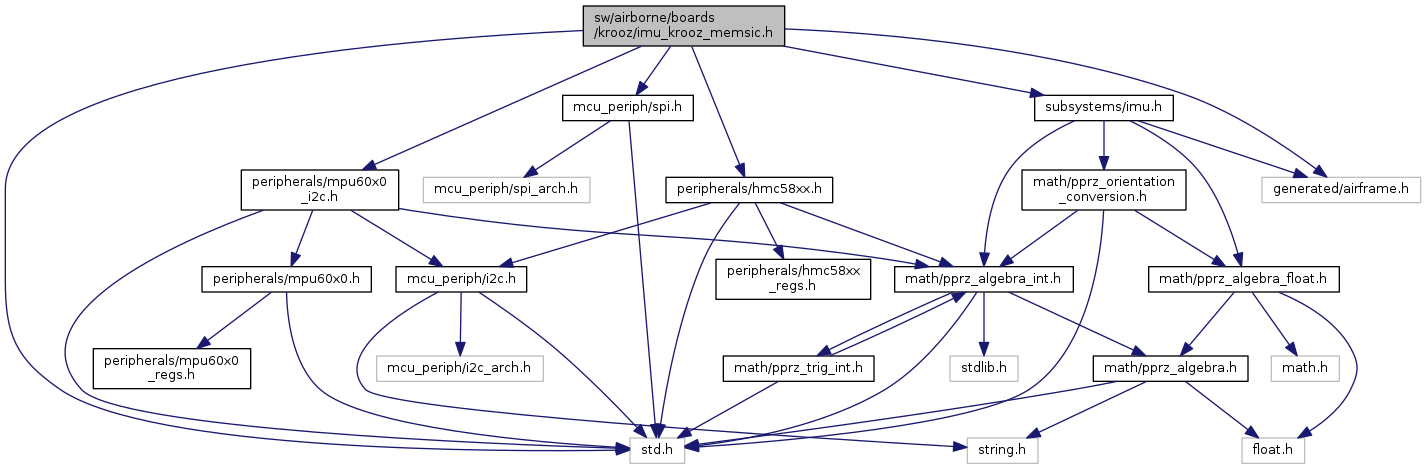 sw/airborne/boards
/krooz/imu_krooz_memsic.h
mcu_periph/spi.h
subsystems/imu.h
peripherals/mpu60x0
_i2c.h
mcu_periph/spi_arch.h
peripherals/hmc58xx.h
math/pprz_orientation
_conversion.h
generated/airframe.h
peripherals/mpu60x0.h
mcu_periph/i2c.h
peripherals/hmc58xx
_regs.h
math/pprz_algebra_int.h
math/pprz_algebra_float.h
peripherals/mpu60x0
_regs.h
mcu_periph/i2c_arch.h
math/pprz_trig_int.h
stdlib.h
math/pprz_algebra.h
math.h
std.h
string.h
float.h